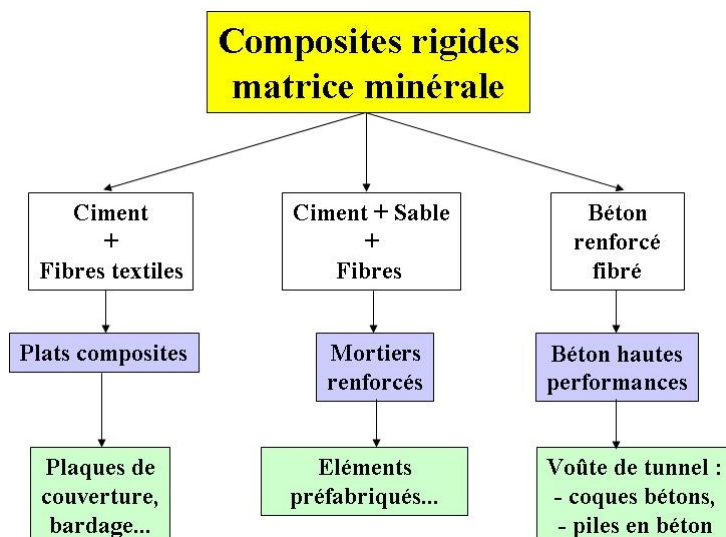 Composites rigides
matrice minérale
Ciment
+
Fibres textiles
Ciment + Sable
+
Fibres
Béton
renforcé
fibré
Plats composites
Mortiers
renforcés
Béton hautes
performances
Plaques de
couverture,
bardage...
Eléments
préfabriqués...
Voûte de tunnel :
- coques bétons,
- piles en béton